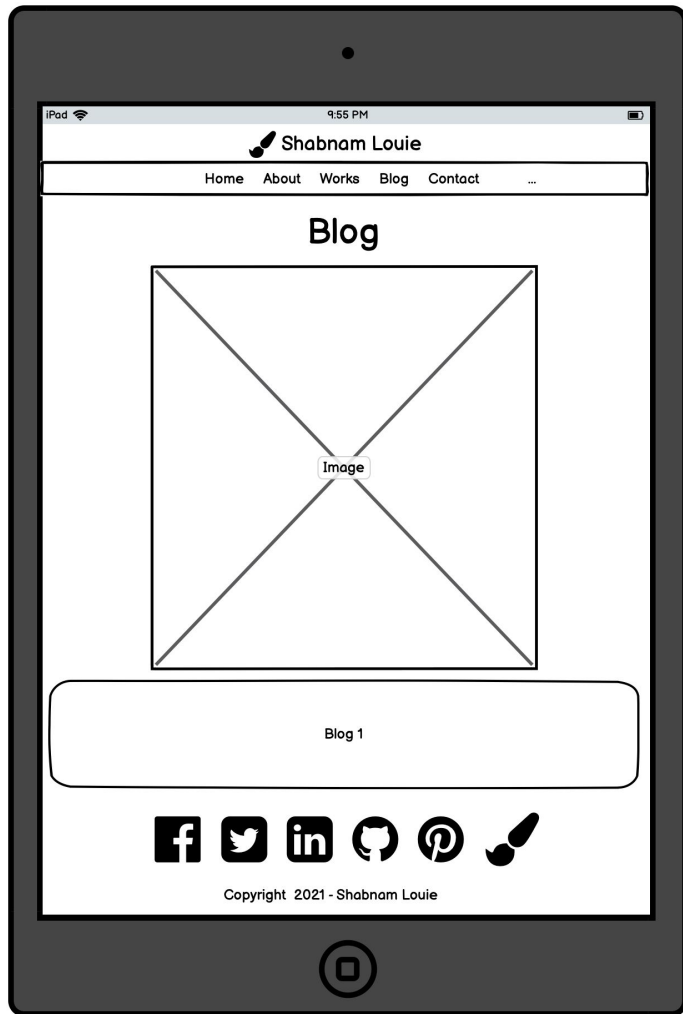 iPad 9:55 PM
Shabnam Louie
Home About Works Blog Contact ...
Blog
Image
Blog 1
Copyright 2021 - Shabnam Louie